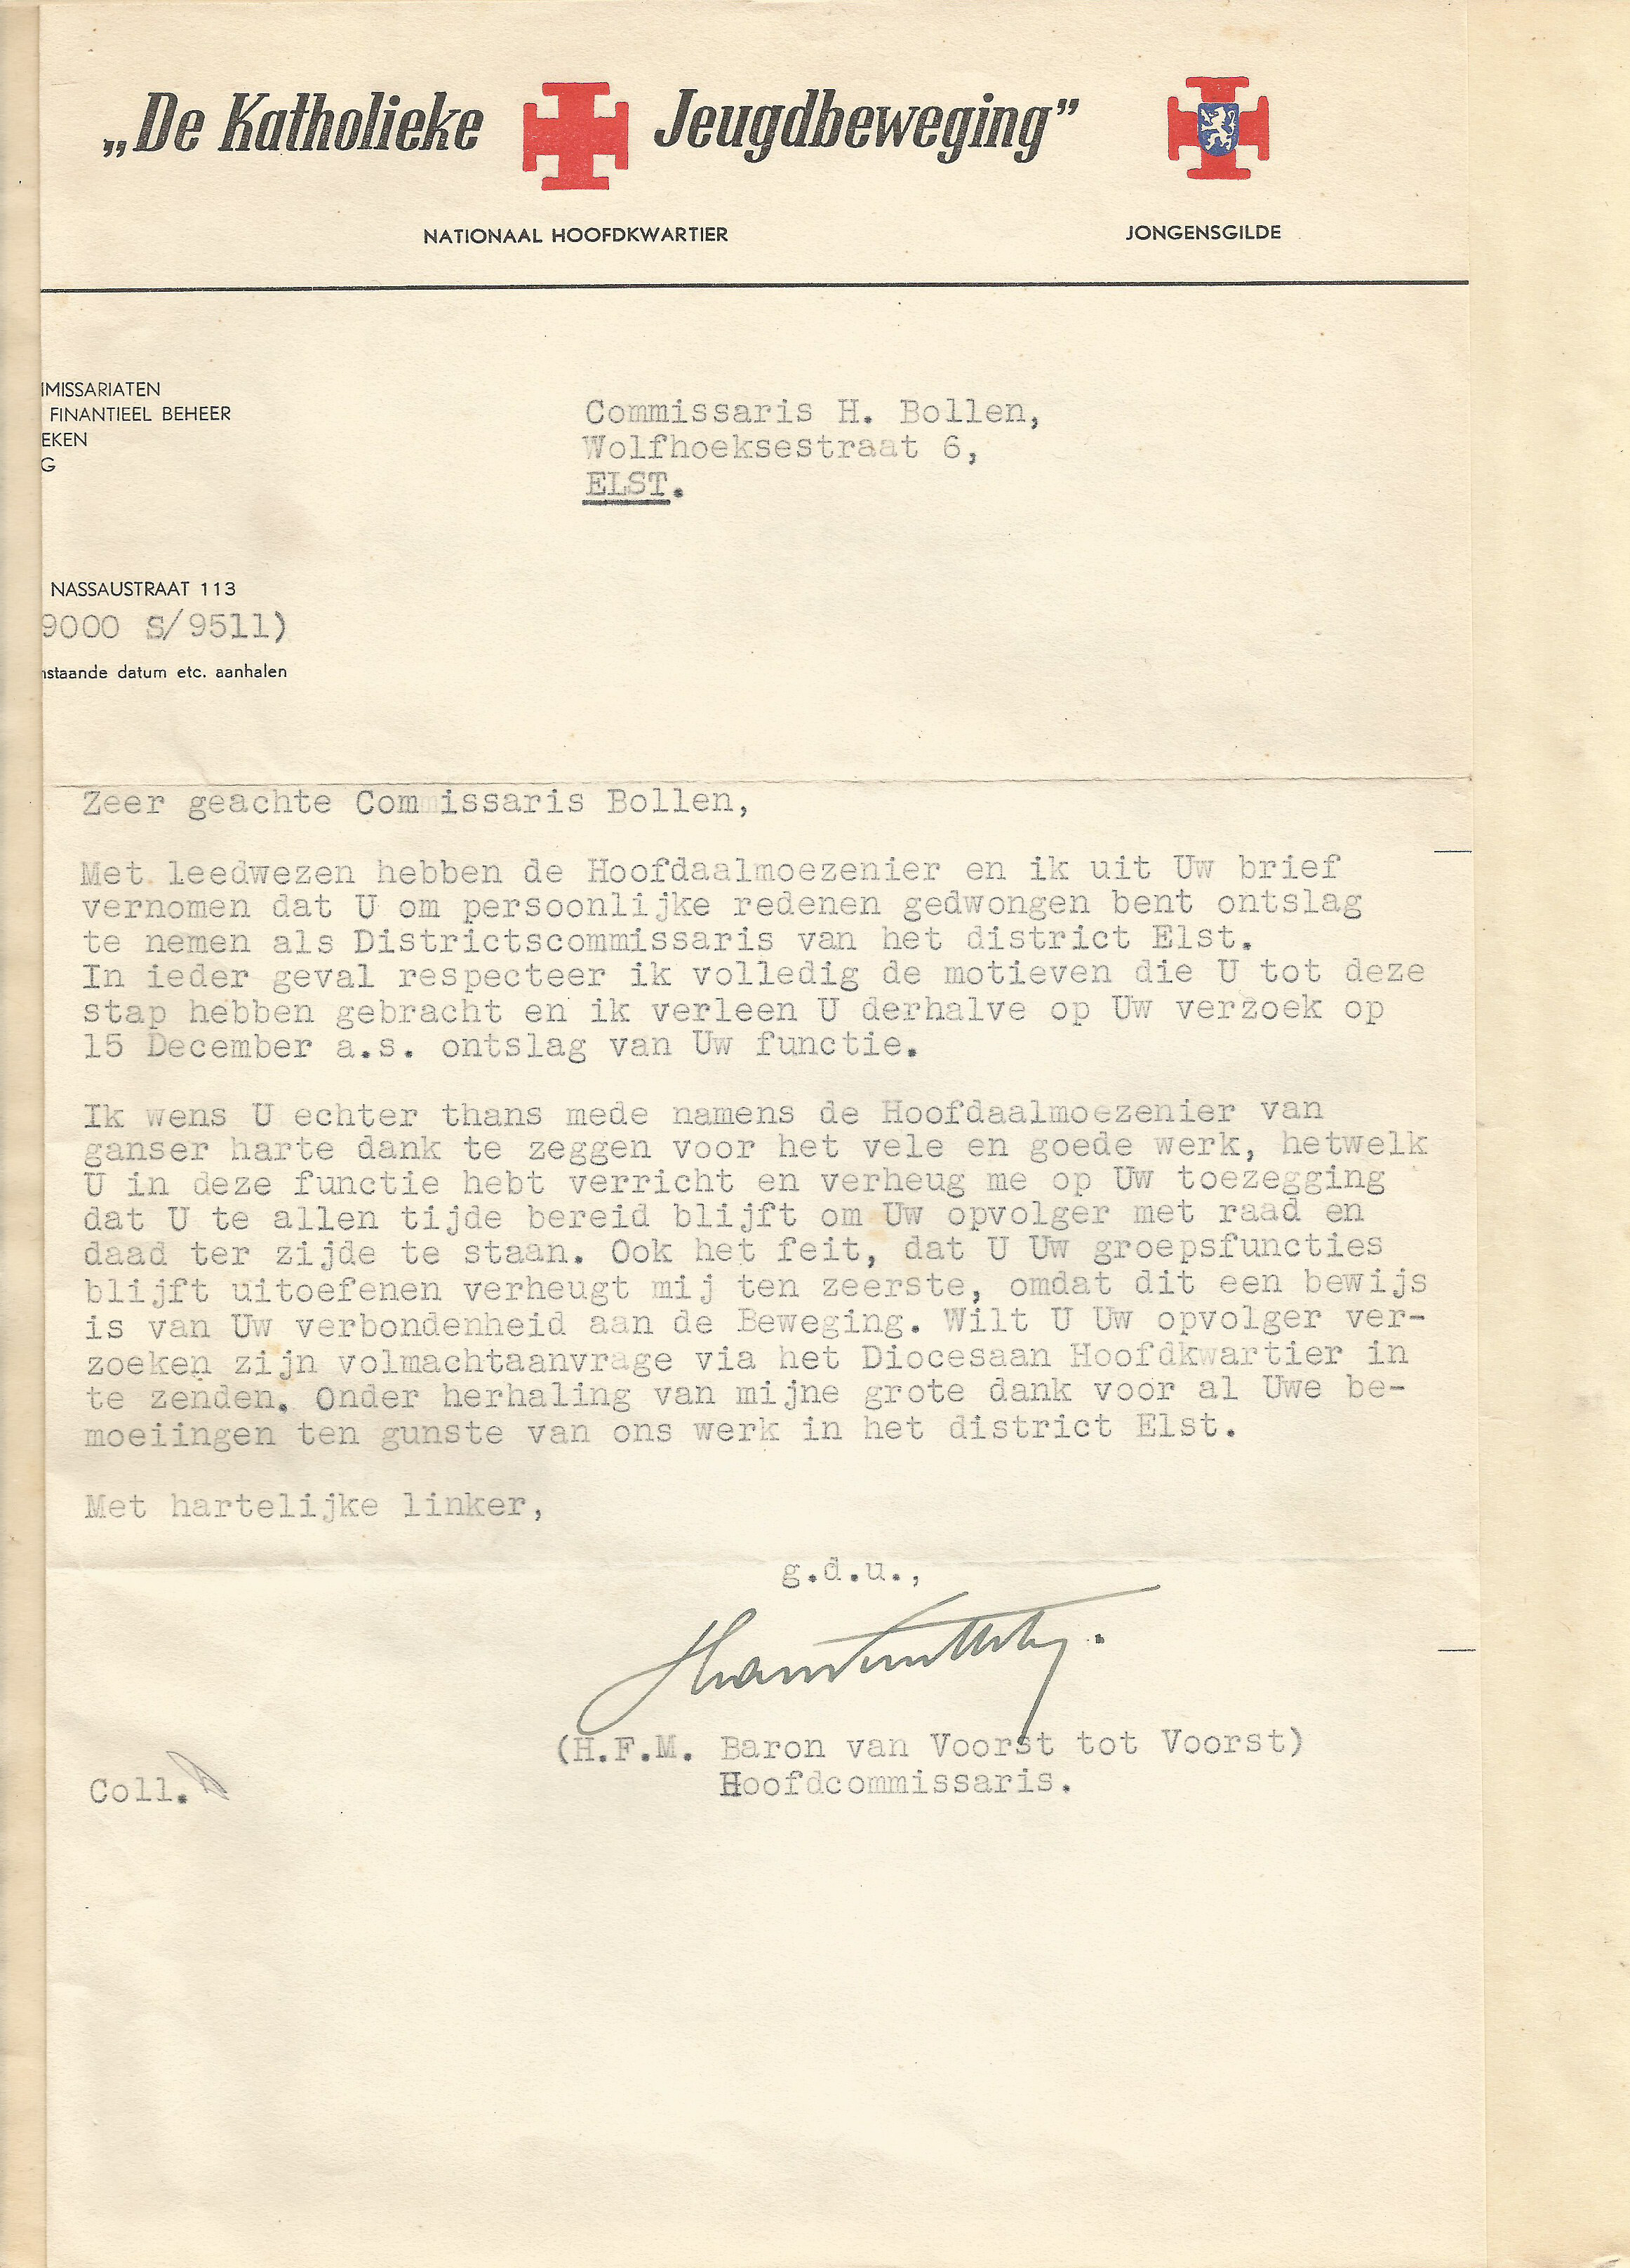 „De Katholieke Jeugdbeweging”
NATIONAAL HOOFDKWARTIER
JONGENSGILDE
MISSARIATEN
FINANTIEEL BEHEER
EKEN
G
Commissaris H. Bollen,
Wolfhoeksestraat 6,
ELST.
NASSAUSTRAAT 113
9000 S/9511)
nstaande datum etc. aanhalen
Zeer geachte Commissaris Bollen,
Met leedwezen hebben de Hoofdaalmoezenier en ik uit Uw brief
vernomen dat U om persoonlijke redenen gedwongen bent ontslag
te nemen als Districtscommissaris van het district Elst.
In ieder geval respecteer ik volledig de motieven die U tot deze
stap hebben gebracht en ik verleen U derhalve op Uw verzoek op
15 December a.s. ontslag van Uw functie.
Ik wens U echter thans mede namens de Hoofdaalmoezenier van
ganser harte dank te zeggen voor het vele en goede werk, hetwelk
U in deze functie hebt verricht en verheug me op Uw toezegging
dat U te allen tijde bereid blijft om Uw opvolger met raad en
daad ter zijde te staan. Ook het feit, dat U Uw groepsfuncties
blijft uitoefenen verheugt mij ten zeerste, omdat dit een bewijs
is van Uw verbondenheid aan de Beweging. Wilt U Uw opvolger ver-
zoeken zijn volmachtaanvrage via het Diocesaan Hoofdkwartier in
te zenden. Onder herhaling van mijne grote dank voor al Uwe be-
moeiingen ten gunste van ons werk in het district Elst.
Met hartelijke linker,
g.d.u.,
(H.F.M. Baron van Voorst tot Voorst)
Hoofdcommissaris.
Coll.